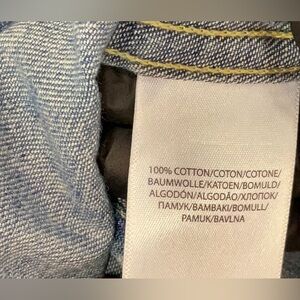 100% COTTON/COTON/COTONE/
BAUMWOLLE/KATOEN/BOMULD/
ALGODÓN/ALGODÃO/ХЛОПОК/
ПАМУК/BAMBAKI/BOMULL/
PAMUK/BAVLNA